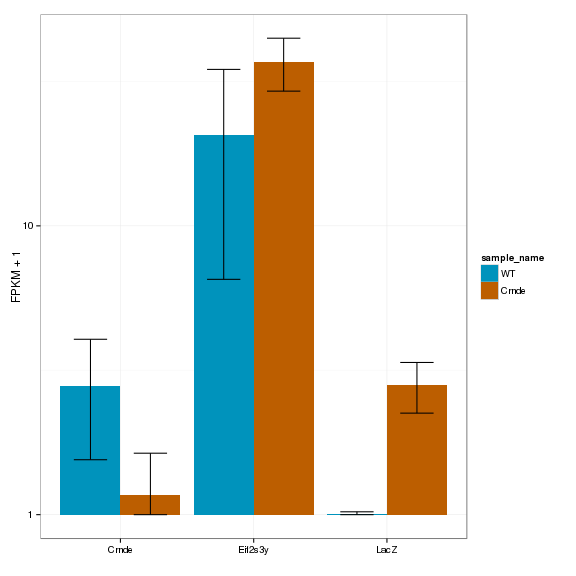 FPKM + 1
10
1
Crnde
Eif2s3y
LacZ
sample_name
WT
Crnde